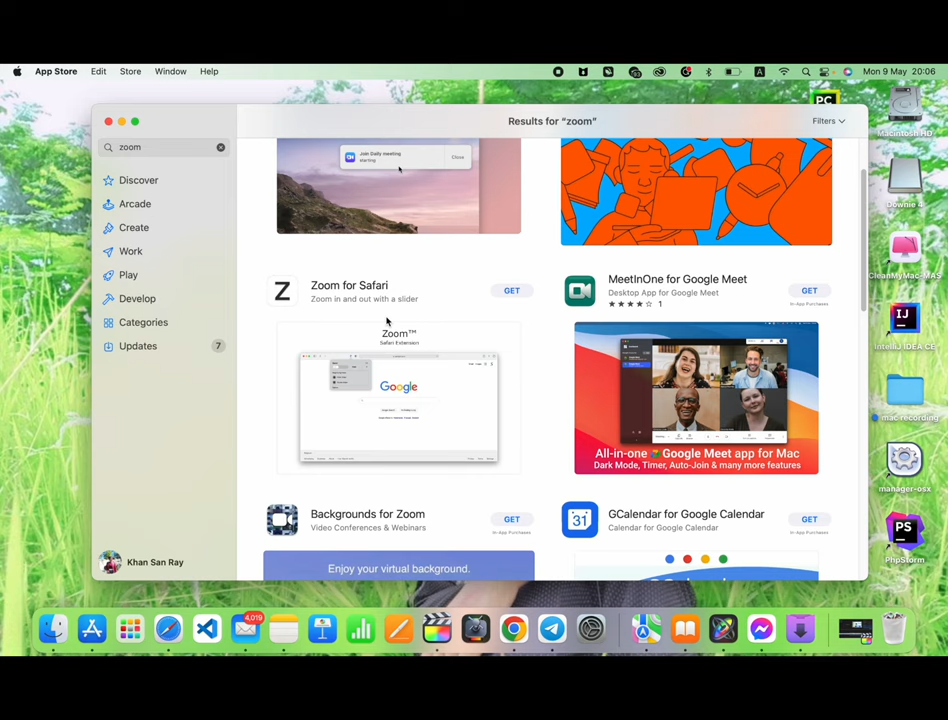 App Store Edit Store Window Help
A Mon 9 May 20:06
zoom
Results for “zoom”
Filters
PC
Macintosh HD
Discover
Arcade
Create
Work
Play
Develop
Categories
Updates 7
Khan San Ray
Join Daily meeting
starting
Close
Z
Zoom for Safari
Zoom in and out with a slider
GET
MeetInOne for Google Meet
Desktop App for Google Meet
1
GET
In-App Purchases
Zoom™
Safari Extension
Google
All-in-one Google Meet app for Mac
Dark Mode, Timer, Auto-Join & many more features
Backgrounds for Zoom
Video Conferences & Webinars
GET
In-App Purchases
31
GCalendar for Google Calendar
Calendar for Google Calendar
GET
In-App Purchases
Enjoy your virtual background.
Downie 4
CleanMyMac-MAS
IJ
IntelliJ IDEA CE
mac recording
manager-osx
PS
PhpStorm
4,019